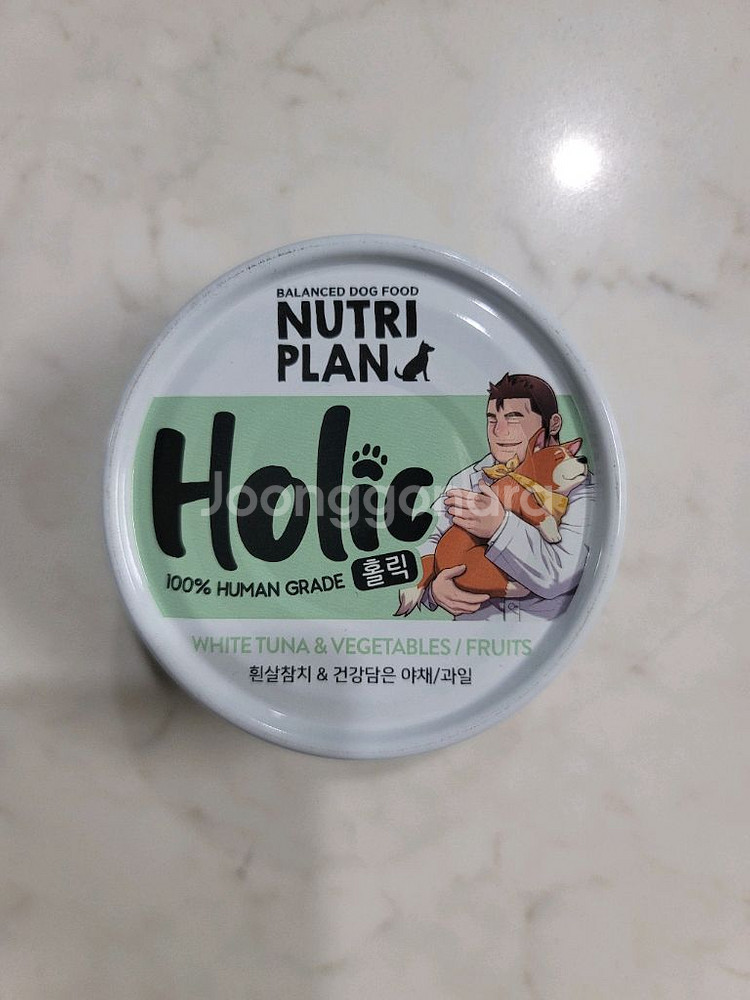 BALANCED DOG FOOD
NUTRI
PLAN
Holic
100% HUMAN GRADE 홀릭
Joonggonara
WHITE TUNA & VEGETABLES / FRUITS
흰살참치 & 건강담은 야채/과일